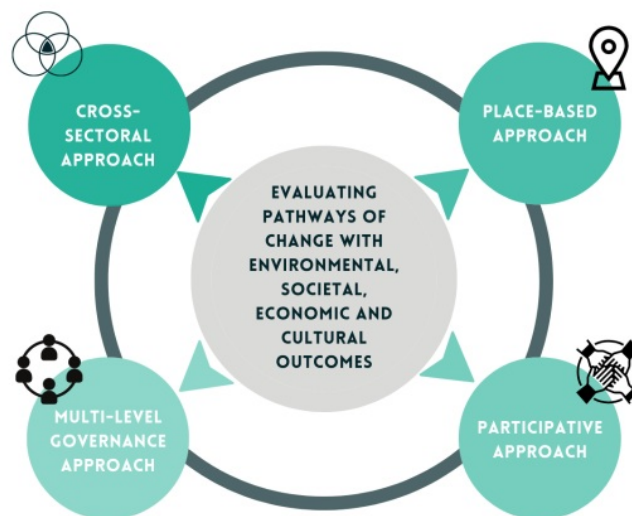 CROSS-
SECTORAL
APPROACH
PLACE-BASED
APPROACH
EVALUATING
PATHWAYS OF
CHANGE WITH
ENVIRONMENTAL,
SOCIETAL,
ECONOMIC AND
CULTURAL
OUTCOMES
MULTI-LEVEL
GOVERNANCE
APPROACH
PARTICIPATIVE
APPROACH